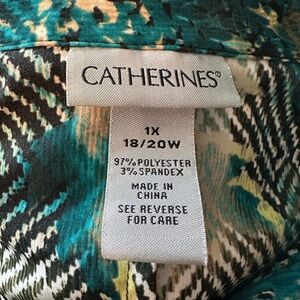 CATHERINES®
1X
18/20W
97% POLYESTER
3% SPANDEX
MADE IN
CHINA
SEE REVERSE
FOR CARE